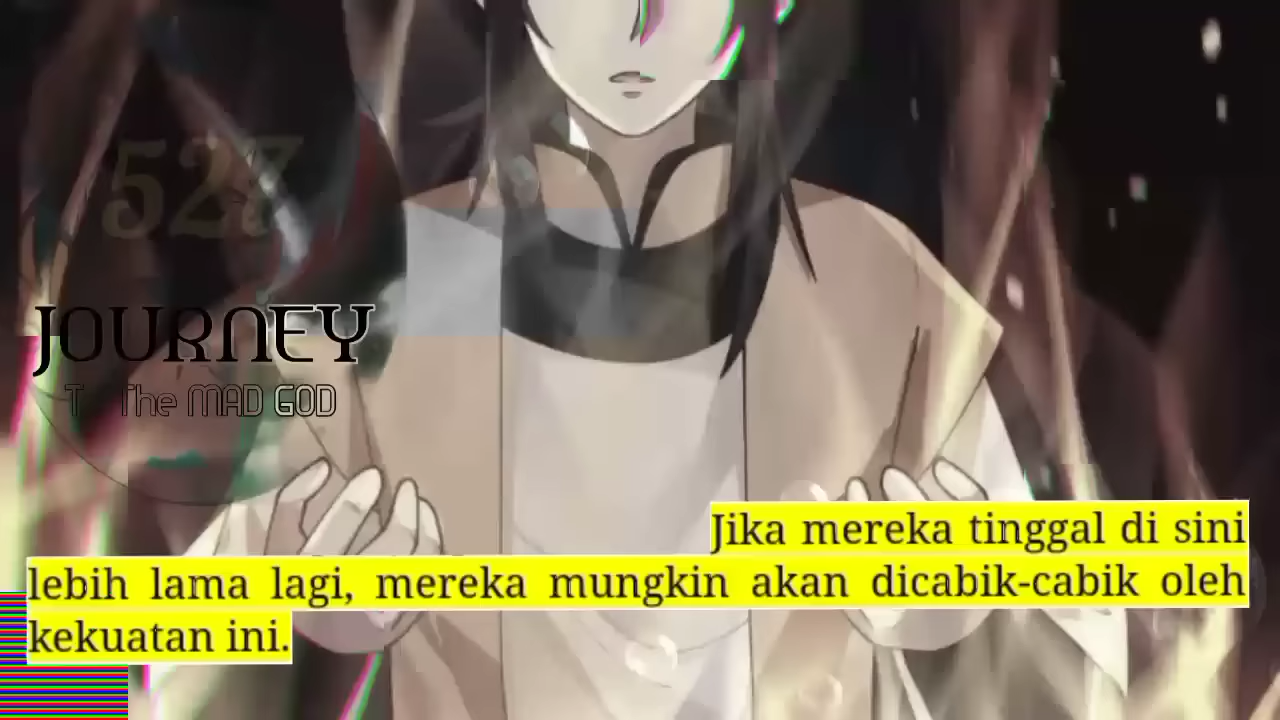 527
JOURNEY
The MAD GOD
Jika mereka tinggal di sini
lebih lama lagi, mereka mungkin akan dicabik-cabik oleh
kekuatan ini.